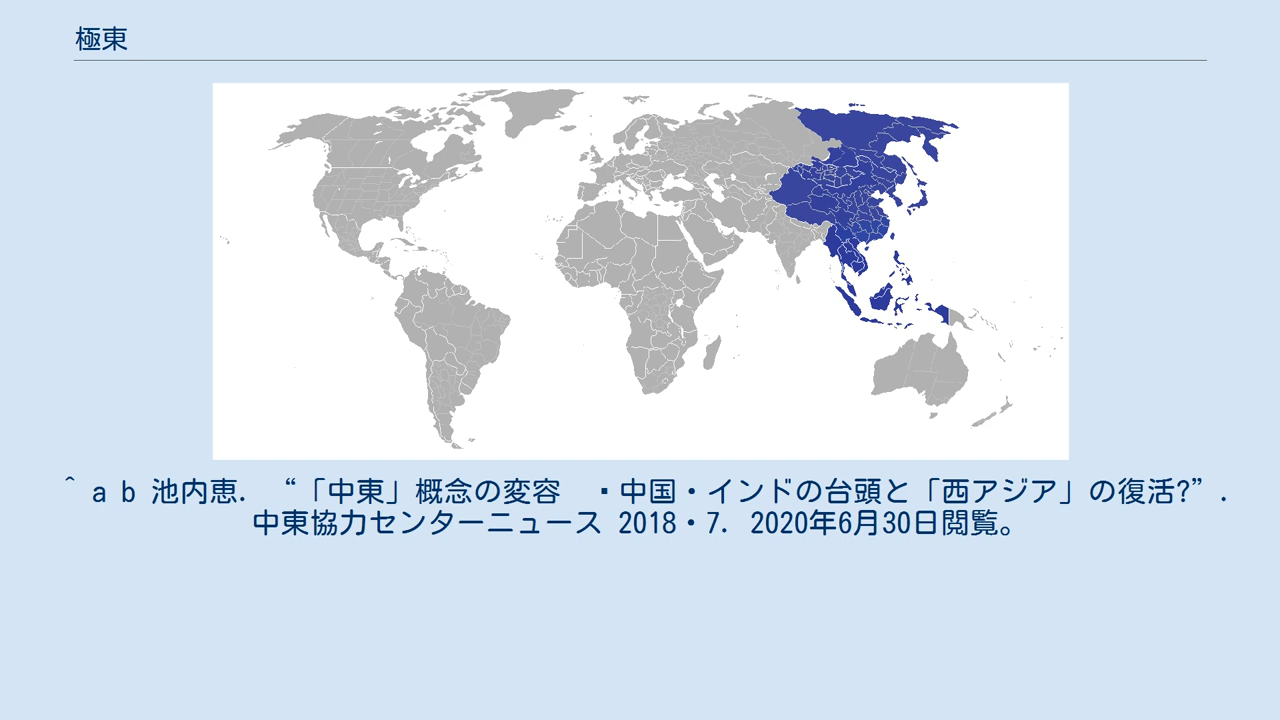 極東
^ a b 池内恵. “「中東」概念の変容　▪中国・インドの台頭と「西アジア」の復活?”.
中東協力センターニュース 2018・7. 2020年6月30日閲覧。